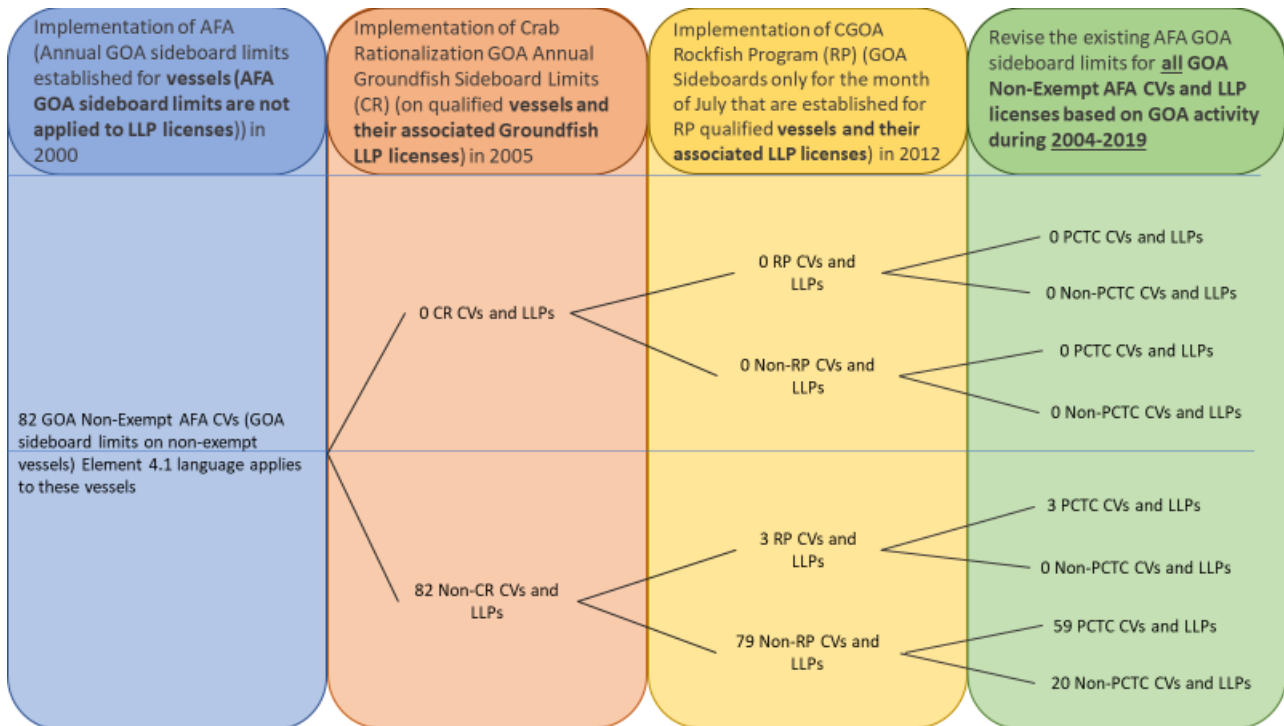 Implementation of AFA
(Annual GOA sideboard limits
established for vessels (AFA
GOA sideboard limits are not
applied to LLP licenses)) in
2000
Implementation of Crab
Rationalization GOA Annual
Groundfish Sideboard Limits
(CR) (on qualified vessels and
their associated Groundfish
LLP licenses) in 2005
Implementation of CGOA
Rockfish Program (RP) (GOA
Sideboards only for the month
of July that are established for
RP qualified vessels and their
associated LLP licenses) in 2012
Revise the existing AFA GOA
sideboard limits for all GOA
Non-Exempt AFA CVs and LLP
licenses based on GOA activity
during 2004-2019
82 GOA Non-Exempt AFA CVs (GOA
sideboard limits on non-exempt
vessels) Element 4.1 language applies
to these vessels
0 CR CVs and LLPs
82 Non-CR CVs and
LLPs
0 RP CVs and
LLPs
0 Non-RP CVs and
LLPs
3 RP CVs and
LLPs
79 Non-RP CVs and
LLPs
0 PCTC CVs and LLPs
0 Non-PCTC CVs and LLPs
0 PCTC CVs and LLPs
0 Non-PCTC CVs and LLPs
3 PCTC CVs and LLPs
0 Non-PCTC CVs and LLPs
59 PCTC CVs and LLPs
20 Non-PCTC CVs and LLPs